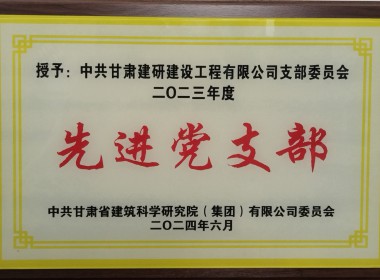 授予：中共甘肃建研建设工程有限公司支部委员会
二〇二三年度
先进党支部
中共甘肃省建筑科学研究院（集团）有限公司委员会
二〇二四年六月